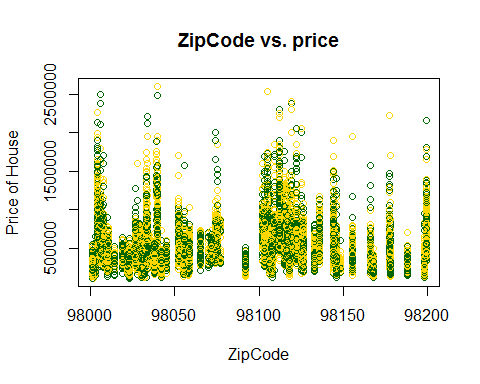 ZipCode vs. price
Price of House
2500000
1500000
500000
98000 98050 98100 98150 98200
ZipCode